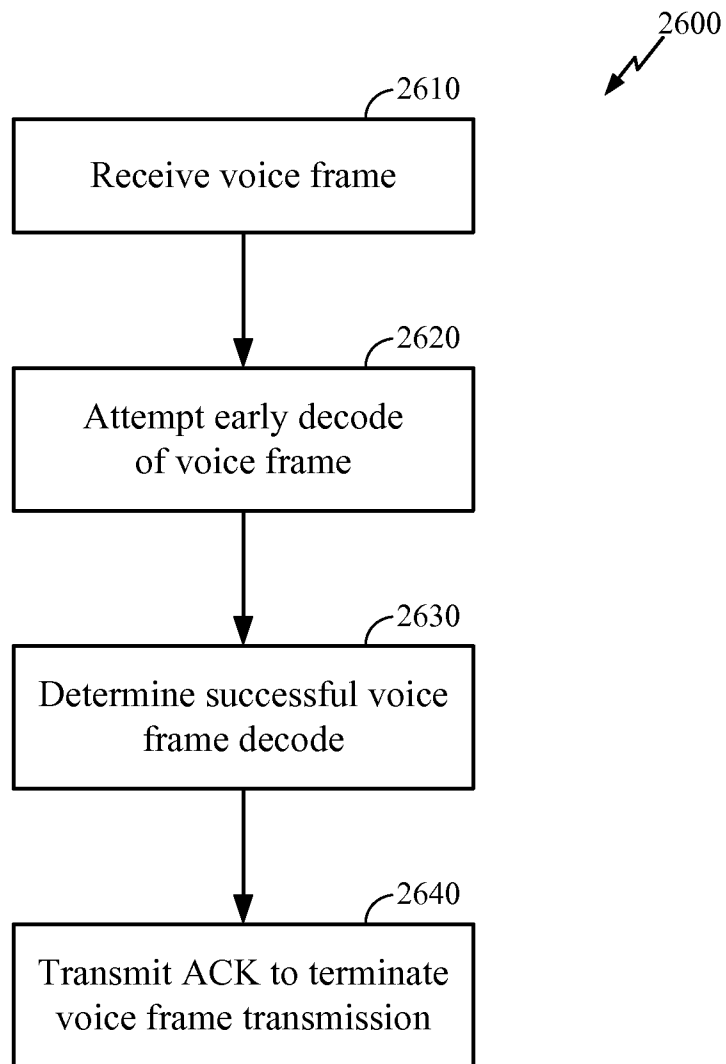 2600
2610
Receive voice frame
2620
Attempt early decode
of voice frame
2630
Determine successful voice
frame decode
2640
Transmit ACK to terminate
voice frame transmission